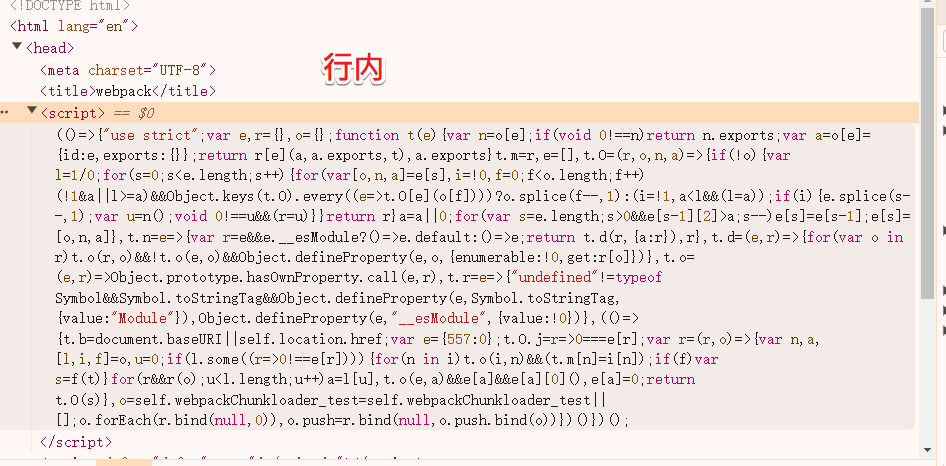 <!DOCTYPE html>
<html lang="en">
<head>
<meta charset="UTF-8">
行内
<title>webpack</title>
<script> == $0
(()=>{"use strict";var e,r={},o={};function t(e){var n=o[e];if(void 0!==n)return n.exports;var a=o[e]=
{id:e,exports:{}};return r[e](a,a.exports,t),a.exports}t.m=r,e=[],t.O=(r,o,n,a)=>{if(!o){var
l=1/0;for(s=0;s<e.length;s++){for(var[o,n,a]=e[s],i=!0,f=0;f<o.length;f++)
(!1&a||l>=a)&&Object.keys(t.O).every((e=>t.O[e](o[f])))?o.splice(f--,1):(i=!1,a<l&&(l=a));if(i){e.splice(s-
-,1);var u=n();void 0!==u&&(r=u)}}return r}a=a||0;for(var s=e.length;s>0&&e[s-1][2]>a;s--)e[s]=e[s-1];e[s]=
[o,n,a]},t.n=e=>{var r=e&&e.__esModule?()=>e.default:()=>e;return t.d(r,{a:r}),r},t.d=(e,r)=>{for(var o in
r)t.o(r,o)&&!t.o(e,o)&&Object.defineProperty(e,o,{enumerable:!0,get:r[o]})},t.o=
(e,r)=>Object.prototype.hasOwnProperty.call(e,r),t.r=e=>{"undefined"!=typeof
Symbol&&Symbol.toStringTag&&Object.defineProperty(e,Symbol.toStringTag,
{value:"Module"}),Object.defineProperty(e,"__esModule",{value:!0})},(()=>
{t.b=document.baseURI||self.location.href;var e={557:0};t.O.j=r=>0===e[r];var r=(r,o)=>{var n,a,
[l,i,f]=o,u=0;if(l.some((r=>0!==e[r]))){for(n in i)t.o(i,n)&&(t.m[n]=i[n]);if(f)var
s=f(t)}for(r&&r(o);u<l.length;u++)a=l[u],t.o(e,a)&&e[a]&&e[a][0](),e[a]=0;return
t.O(s)},o=self.webpackChunkloader_test=self.webpackChunkloader_test||
[];o.forEach(r.bind(null,0)),o.push=r.bind(null,o.push.bind(o))})()})();
</script>